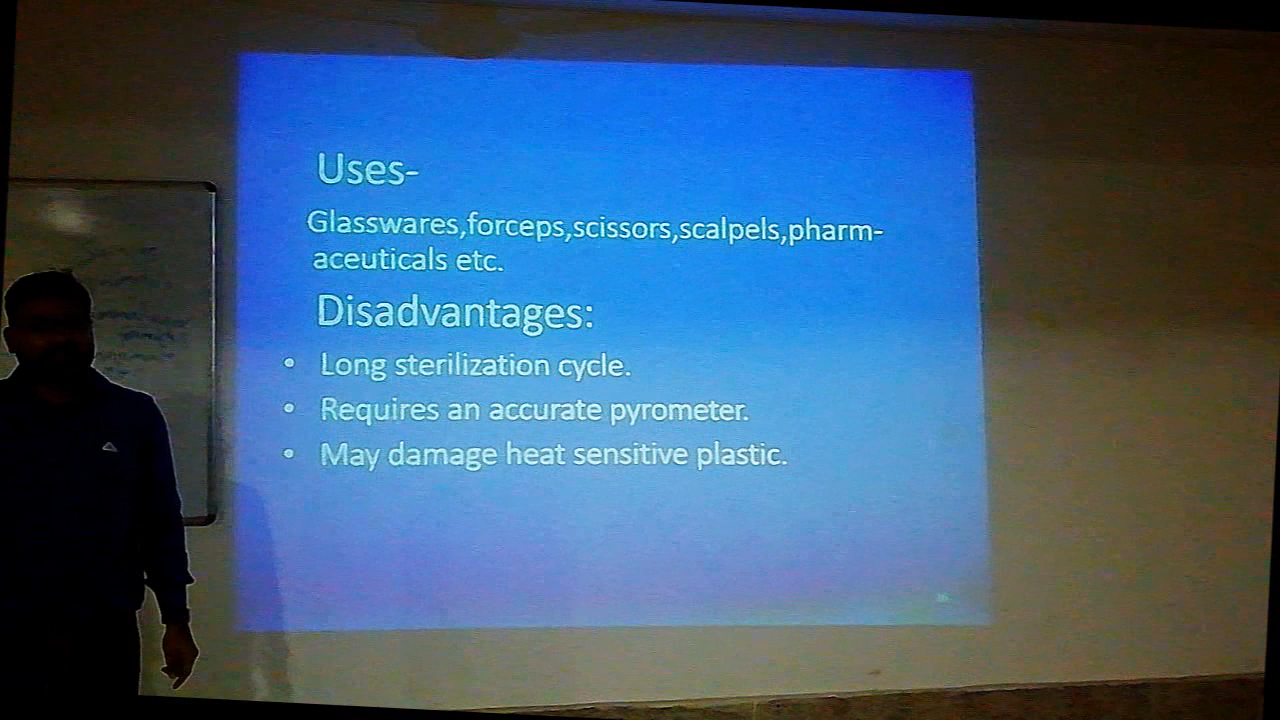 Uses-
Glasswares,forceps,scissors,scalpels,pharm-
aceuticals etc.
Disadvantages:
• Long sterilization cycle.
• Requires an accurate pyrometer.
• May damage heat sensitive plastic.